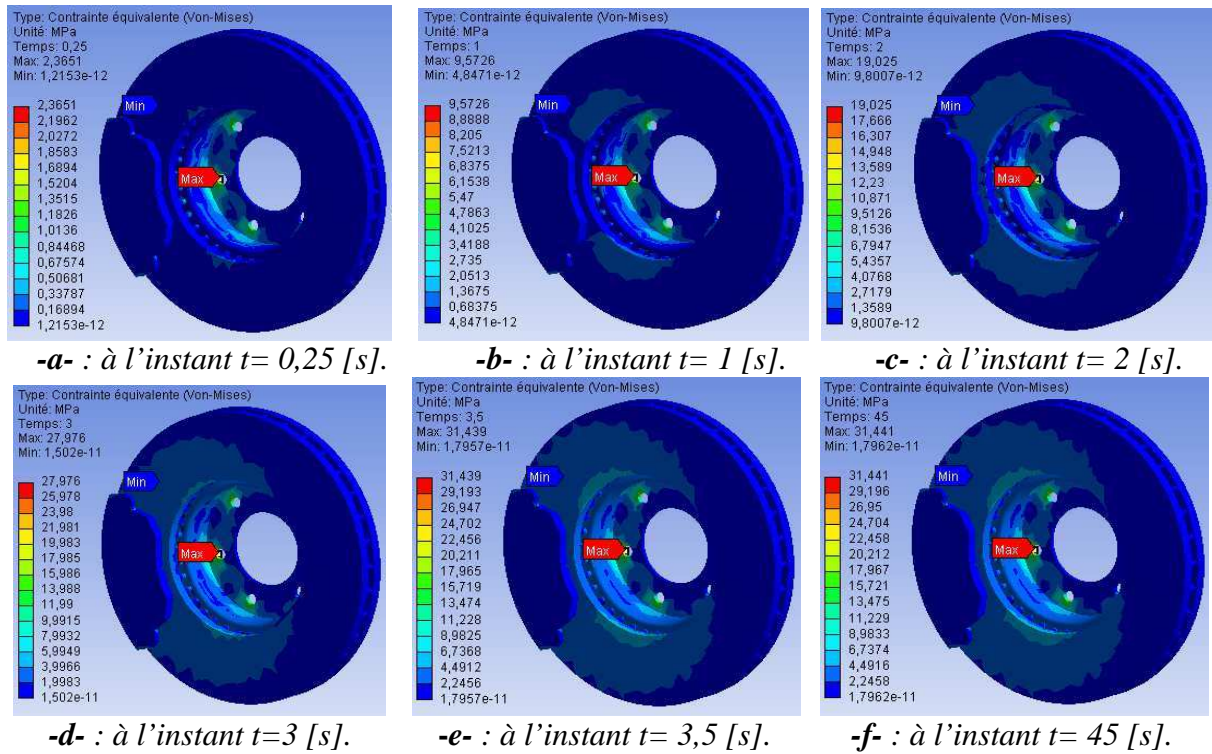 Type: Contrainte équivalente (Von-Mises)
Unité: MPa
Temps: 0,25
Max: 2,3651
Min: 1,2153e-12
2,3651
2,1962
2,0272
1,8583
1,6894
1,5204
1,3515
1,1826
1,0136
0,84468
0,67574
0,50681
0,33787
0,16894
1,2153e-12
Min
Max
-a- : à l'instant t= 0,25 [s].
Type: Contrainte équivalente (Von-Mises)
Unité: MPa
Temps: 1
Max: 9,5726
Min: 4,8471e-12
9,5726
8,8888
8,205
7,5213
6,8375
6,1538
5,47
4,7863
4,1025
3,4188
2,735
2,0513
1,3675
0,68375
4,8471e-12
Min
Max
-b- : à l'instant t= 1 [s].
Type: Contrainte équivalente (Von-Mises)
Unité: MPa
Temps: 2
Max: 19,025
Min: 9,8007e-12
19,025
17,666
16,307
14,948
13,589
12,23
10,871
9,5126
8,1536
6,7947
5,4357
4,0768
2,7179
1,3589
9,8007e-12
Min
Max
-c- : à l'instant t= 2 [s].
Type: Contrainte équivalente (Von-Mises)
Unité: MPa
Temps: 3
Max: 27,976
Min: 1,502e-11
27,976
25,978
23,98
21,981
19,983
17,985
15,986
13,988
11,99
9,9915
7,9932
5,9949
3,9966
1,9983
1,502e-11
Min
Max
-d- : à l'instant t=3 [s].
Type: Contrainte équivalente (Von-Mises)
Unité: MPa
Temps: 3,5
Max: 31,439
Min: 1,7957e-11
31,439
29,193
26,947
24,702
22,456
20,211
17,965
15,719
13,474
11,228
8,9825
6,7368
4,4912
2,2456
1,7957e-11
Min
Max
-e- : à l'instant t= 3,5 [s].
Type: Contrainte équivalente (Von-Mises)
Unité: MPa
Temps: 45
Max: 31,441
Min: 1,7962e-11
31,441
29,196
26,95
24,704
22,458
20,212
17,967
15,721
13,475
11,229
8,9833
6,7374
4,4916
2,2458
1,7962e-11
Min
Max
-f- : à l'instant t= 45 [s].